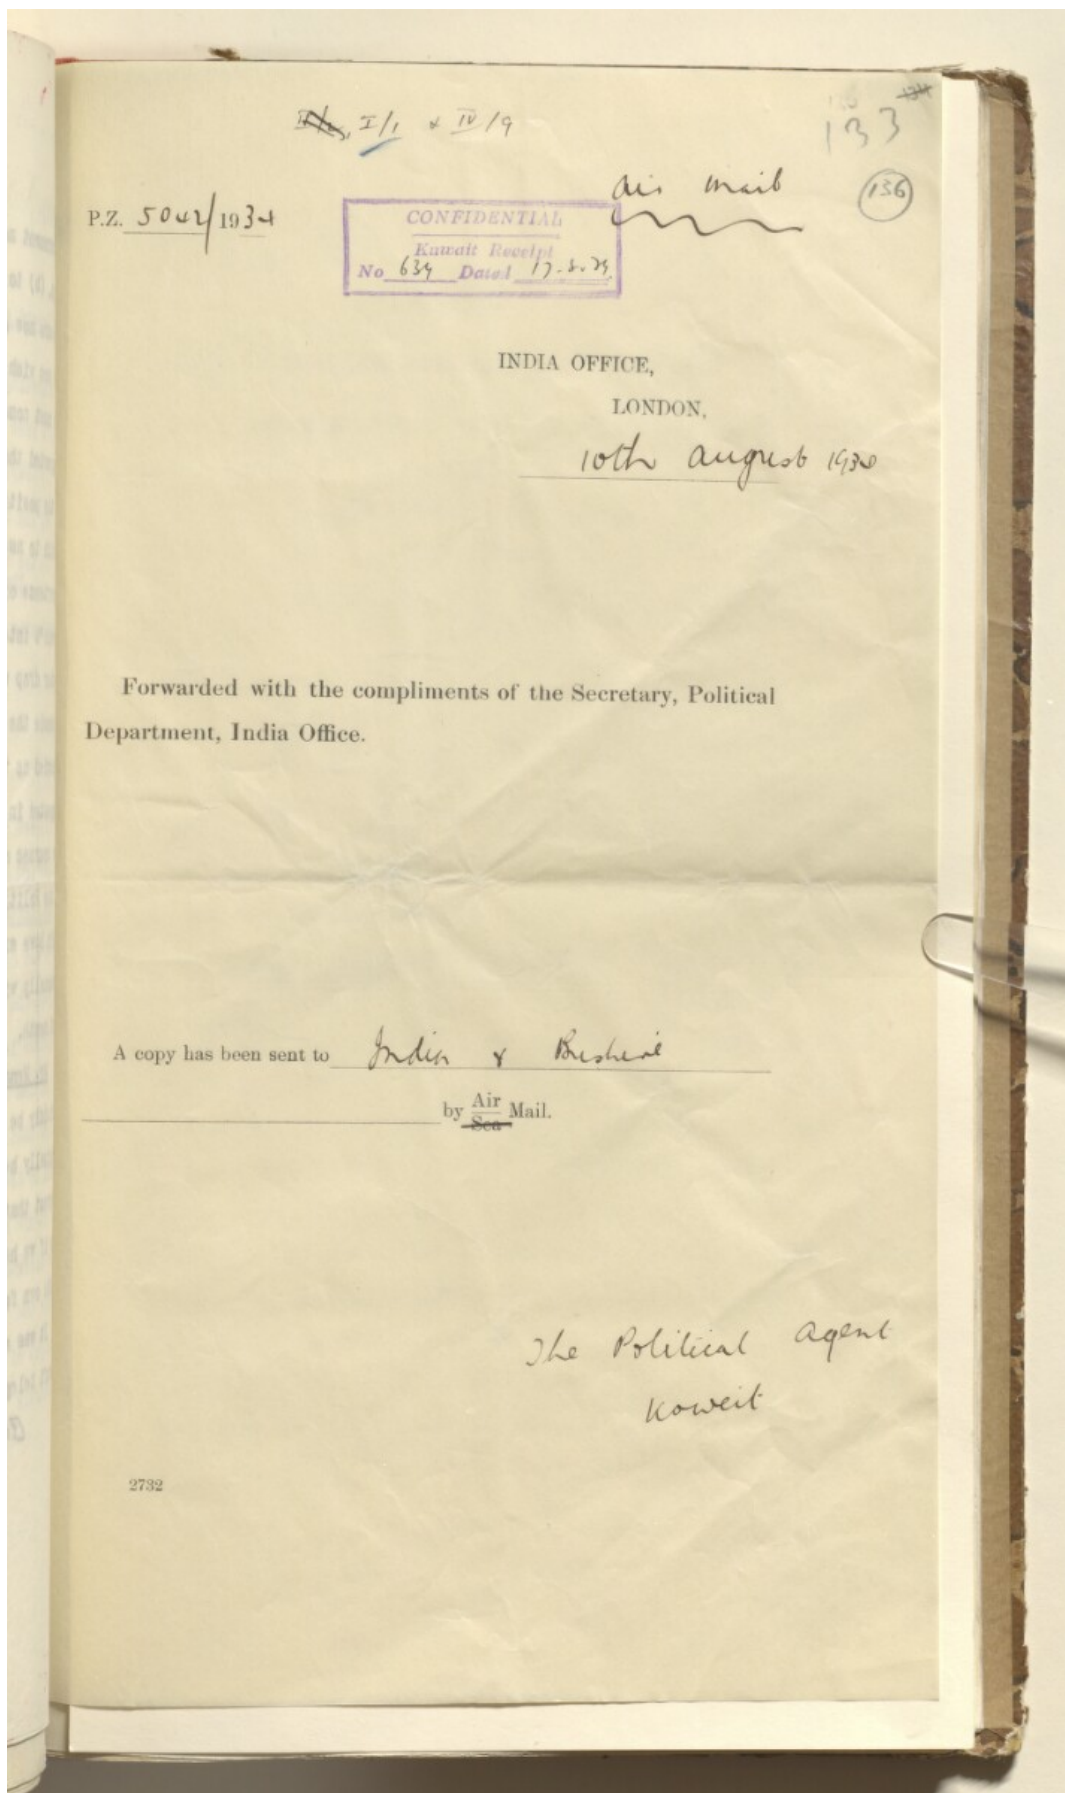 I/1 & IV/9
133
Air Mail
136
P.Z. 5042/1934
CONFIDENTIAL
Kuwait Receipt
No 639 Dated 17-8-34
INDIA OFFICE,
LONDON,
10th August 1934
Forwarded with the compliments of the Secretary, Political
Department, India Office.
A copy has been sent to India & Bushire
by Air
Sea Mail.
The Political Agent
Koweit
2732